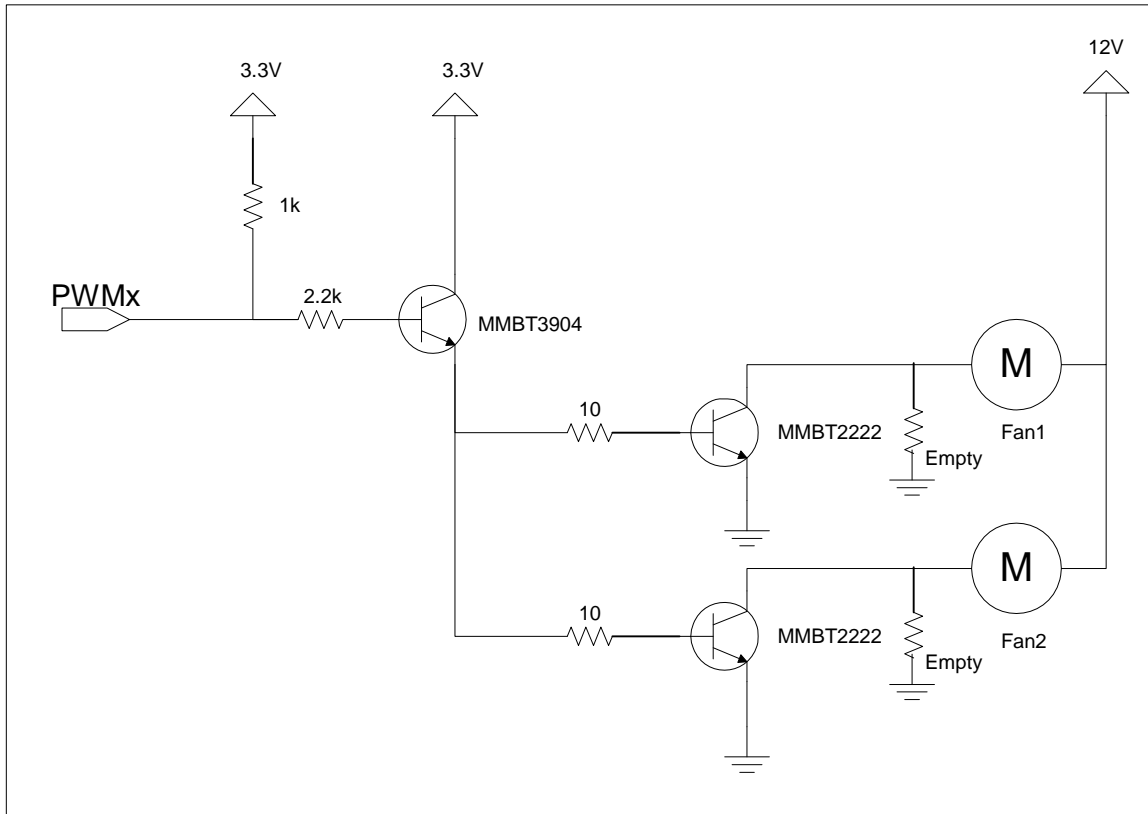 12V
3.3V
3.3V
1k
PWMx
2.2k
MMBT3904
M
10
MMBT2222
Fan1
Empty
M
10
MMBT2222
Fan2
Empty